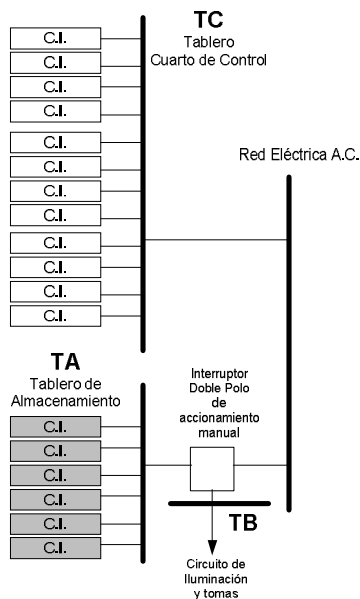 TC
Tablero
Cuarto de Control
C.I.
C.I.
C.I.
C.I.
C.I.
C.I.
C.I.
C.I.
C.I.
C.I.
C.I.
C.I.
Red Eléctrica A.C.
TA
Tablero de
Almacenamiento
C.I.
C.I.
C.I.
C.I.
C.I.
C.I.
Interruptor
Doble Polo
de
accionamiento
manual
TB
Circuito de
Iluminación
y tomas